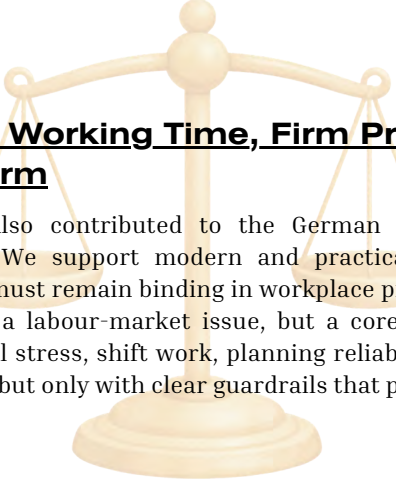 Working Time, Firm Pr
rm
also contributed to the German
We support modern and practica
must remain binding in workplace p
a labour-market issue, but a core
l stress, shift work, planning reliab
but only with clear guardrails that p